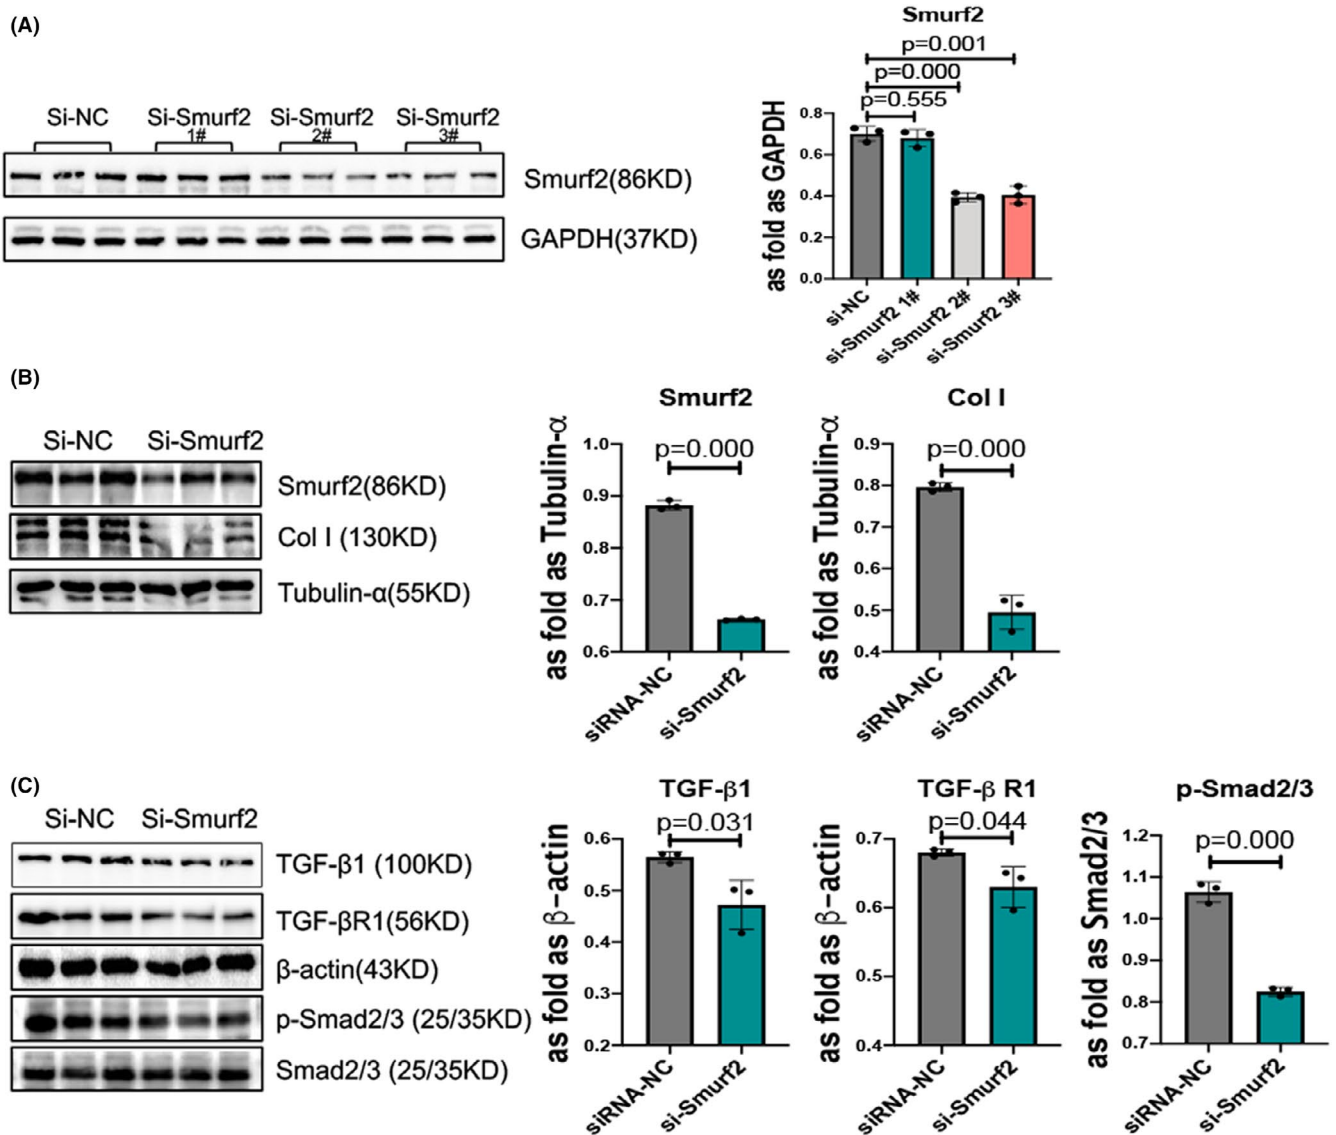 (A)
Si-NC Si-Smurf2 1# Si-Smurf2 2# Si-Smurf2 3#
Smurf2(86KD)
GAPDH(37KD)
Smurf2
p=0.001
p=0.000
p=0.555
as fold as GAPDH
0.8
0.6
0.4
0.2
0.0
si-NC
si-Smurf2 1#
si-Smurf2 2#
si-Smurf2 3#
(B)
Si-NC Si-Smurf2
Smurf2(86KD)
Col I (130KD)
Tubulin-α(55KD)
Smurf2
p=0.000
as fold as Tubulin-α
1.0
0.9
0.8
0.7
0.6
siRNA-NC
si-Smurf2
Col I
p=0.000
as fold as Tubulin-α
0.9
0.8
0.7
0.6
0.5
0.4
siRNA-NC
si-Smurf2
(C)
Si-NC Si-Smurf2
TGF-β1 (100KD)
TGF-βR1(56KD)
β-actin(43KD)
p-Smad2/3 (25/35KD)
Smad2/3 (25/35KD)
TGF-β1
p=0.031
as fold as β-actin
0.6
0.5
0.4
0.3
0.2
siRNA-NC
si-Smurf2
TGF-β R1
p=0.044
as fold as β-actin
0.7
0.6
0.5
0.4
siRNA-NC
si-Smurf2
p-Smad2/3
p=0.000
as fold as Smad2/3
1.2
1.1
1.0
0.9
0.8
0.7
siRNA-NC
si-Smurf2